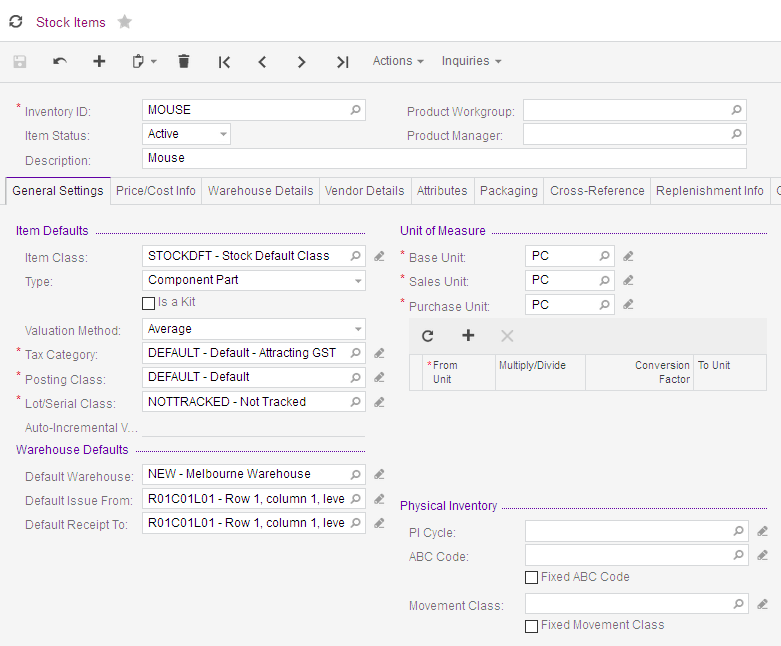 Stock Items
Actions Inquiries
* Inventory ID: MOUSE Product Workgroup:
Item Status: Active Product Manager:
Description: Mouse
General Settings Price/Cost Info Warehouse Details Vendor Details Attributes Packaging Cross-Reference Replenishment Info
Item Defaults Unit of Measure
Item Class: STOCKDFT - Stock Default Class * Base Unit: PC
Type: Component Part * Sales Unit: PC
Is a Kit * Purchase Unit: PC
Valuation Method: Average
* Tax Category: DEFAULT - Default - Attracting GST
*From Unit Multiply/Divide Conversion Factor To Unit
* Posting Class: DEFAULT - Default
* Lot/Serial Class: NOTTRACKED - Not Tracked
Auto-Incremental V...
Warehouse Defaults
Default Warehouse: NEW - Melbourne Warehouse
Default Issue From: R01C01L01 - Row 1, column 1, leve
Default Receipt To: R01C01L01 - Row 1, column 1, leve
Physical Inventory
PI Cycle:
ABC Code:
Fixed ABC Code
Movement Class:
Fixed Movement Class